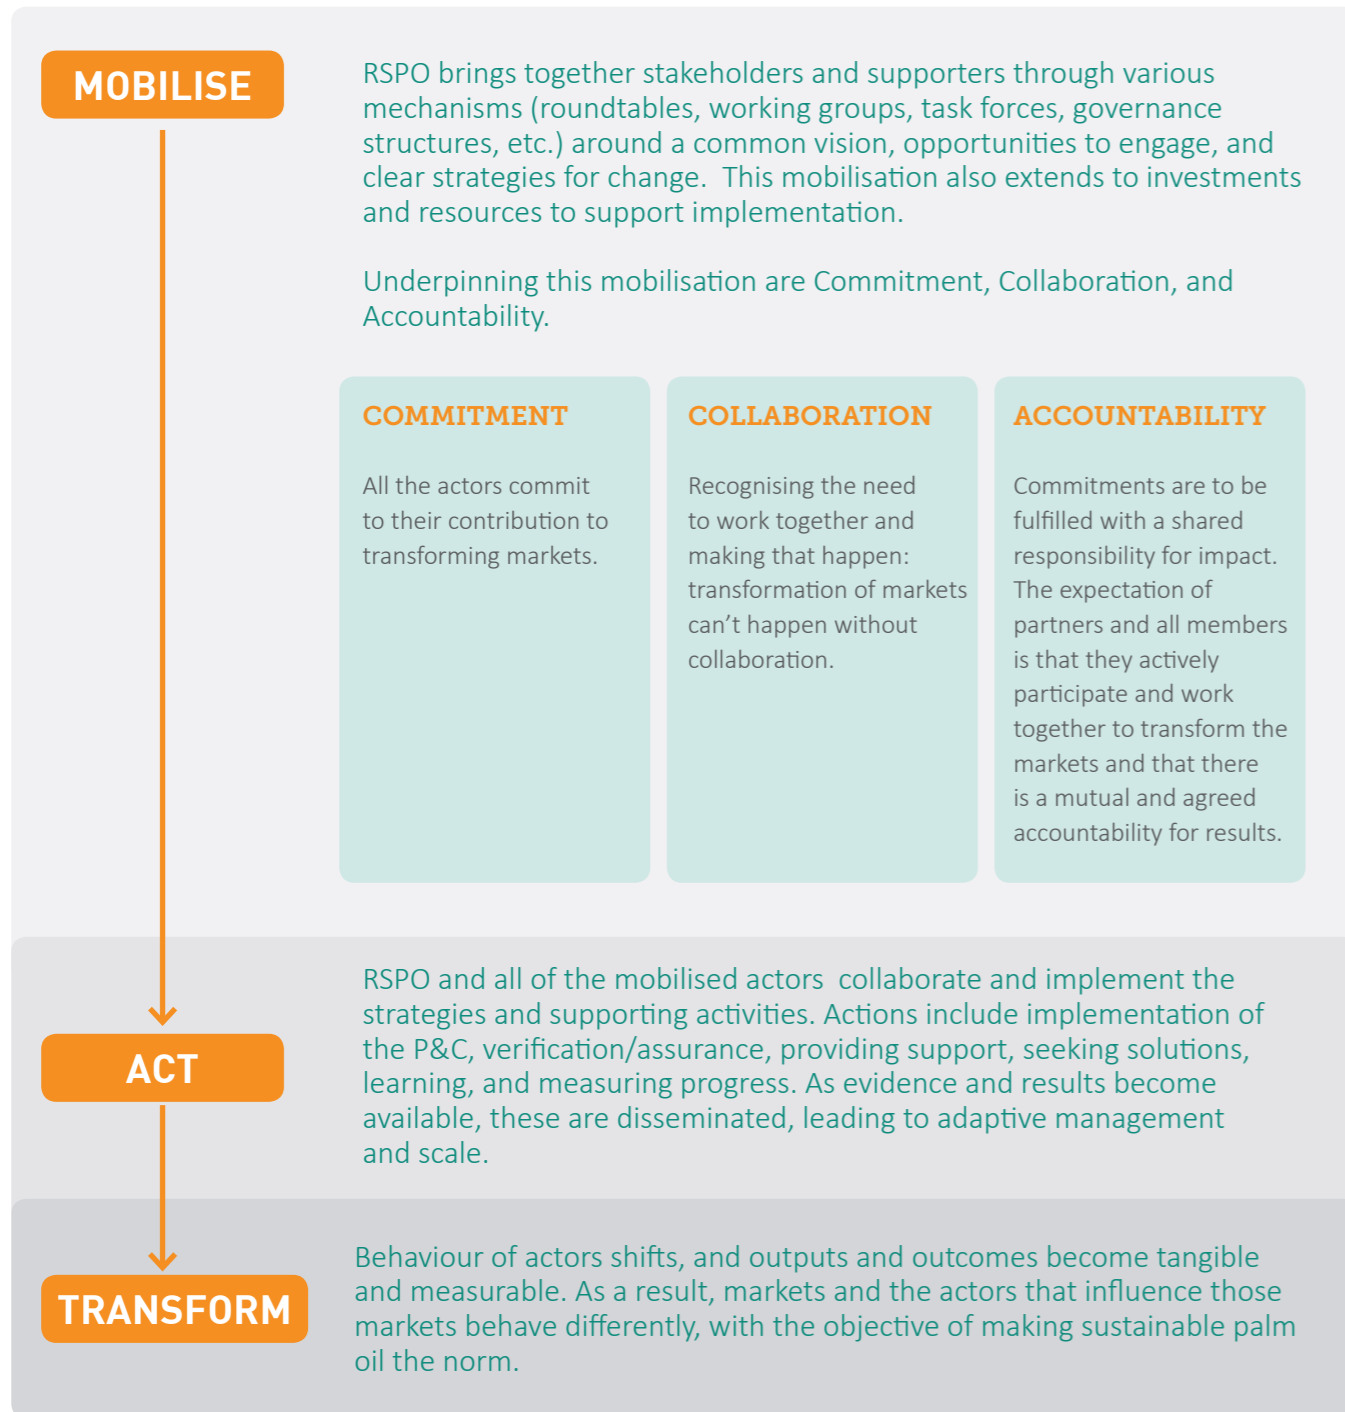 MOBILISE
RSPO brings together stakeholders and supporters through various
mechanisms (roundtables, working groups, task forces, governance
structures, etc.) around a common vision, opportunities to engage, and
clear strategies for change.  This mobilisation also extends to investments
and resources to support implementation.
Underpinning this mobilisation are Commitment, Collaboration, and
Accountability.
COMMITMENT
All the actors commit
to their contribution to
transforming markets.
COLLABORATION
Recognising the need
to work together and
making that happen:
transformation of markets
can’t happen without
collaboration.
ACCOUNTABILITY
Commitments are to be
fulfilled with a shared
responsibility for impact.
The expectation of
partners and all members
is that they actively
participate and work
together to transform the
markets and that there
is a mutual and agreed
accountability for results.
ACT
RSPO and all of the mobilised actors  collaborate and implement the
strategies and supporting activities. Actions include implementation of
the P&C, verification/assurance, providing support, seeking solutions,
learning, and measuring progress. As evidence and results become
available, these are disseminated, leading to adaptive management
and scale.
TRANSFORM
Behaviour of actors shifts, and outputs and outcomes become tangible
and measurable. As a result, markets and the actors that influence those
markets behave differently, with the objective of making sustainable palm
oil the norm.